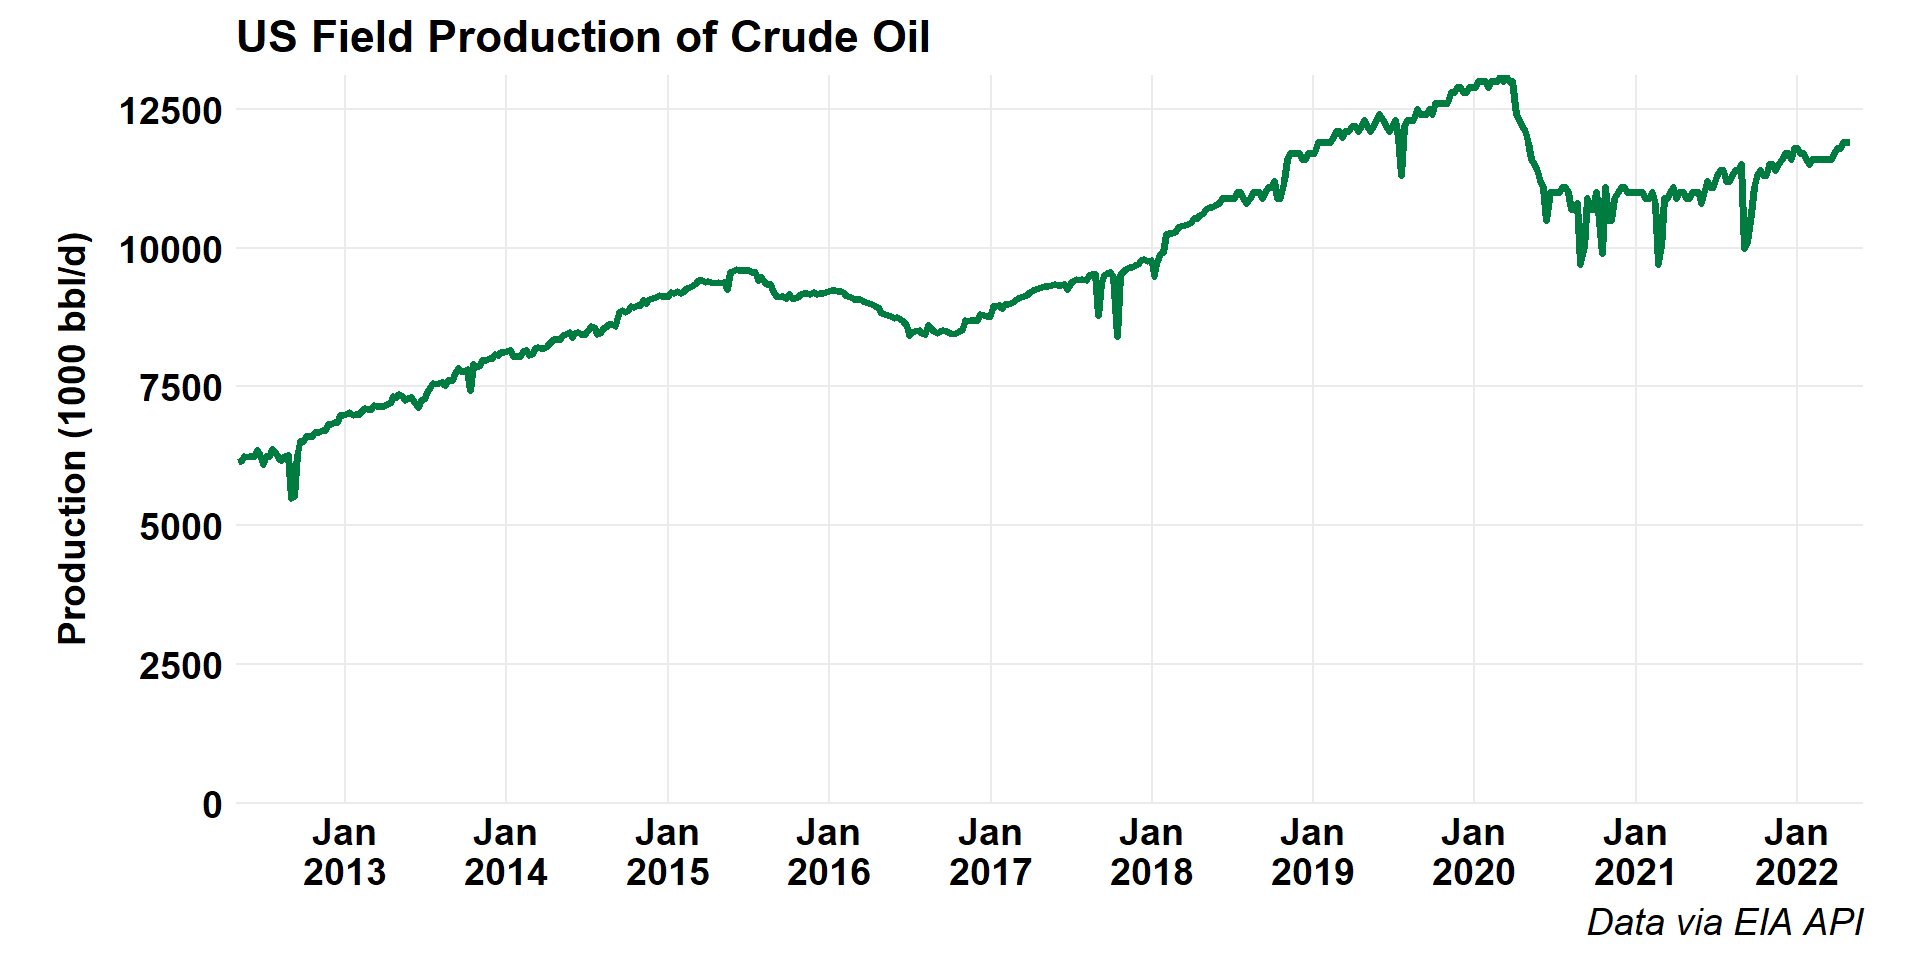 US Field Production of Crude Oil
Production (1000 bbl/d)
12500
10000
7500
5000
2500
0
Jan Jan Jan Jan Jan Jan Jan Jan Jan Jan
2013 2014 2015 2016 2017 2018 2019 2020 2021 2022
Data via EIA API